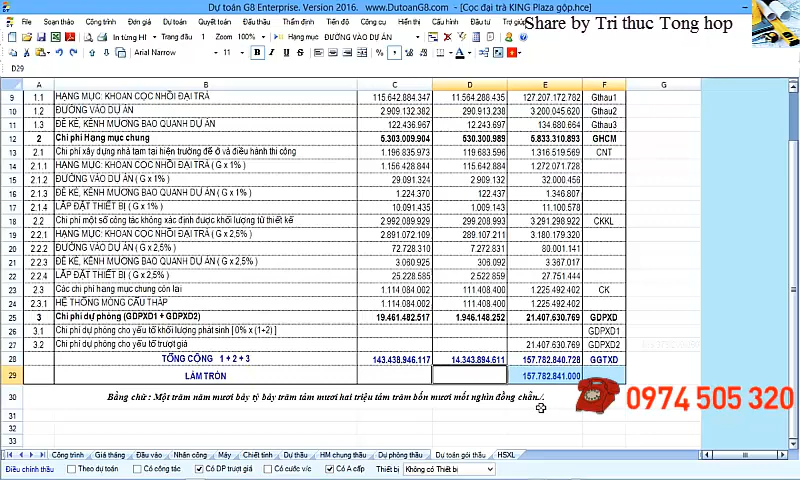 Dự toán G8 Enterprise. Version 2016. www.DutoanG8.com - [Cọc đại trà KING Plaza gộp.hce]
Share by Tri thuc Tong hop
File Soạn thảo Công trình Đơn giá Dự toán Quyết toán Đấu thầu Thẩm định Tiện ích Công cụ Hiển thị Cấu hình Đầu tư Trợ giúp
In từng HT Trang đầu 1 Zoom 100% Hạng mục: ĐƯỜNG VÀO DỰ ÁN
Arial Narrow 11
D29
A B C D E F G
9 1.1 HẠNG MỤC: KHOAN CỌC NHỒI ĐẠI TRÀ 115.642.884.347 11.564.288.435 127.207.172.782 Gthau1
10 1.2 ĐƯỜNG VÀO DỰ ÁN 2.909.132.382 290.913.238 3.200.045.620 Gthau2
11 1.3 ĐÊ KÈ, KÊNH MƯƠNG BAO QUANH DỰ ÁN 122.436.967 12.243.697 134.680.664 Gthau3
12 2 Chi phí Hạng mục chung 5.303.009.904 530.300.989 5.833.310.893 GHCM
13 2.1 Chi phí xây dựng nhà tạm tại hiện trường để ở và điều hành thi công 1.196.835.973 119.683.596 1.316.519.569 CNT
14 2.1.1 HẠNG MỤC: KHOAN CỌC NHỒI ĐẠI TRÀ ( G x 1% ) 1.156.428.844 115.642.884 1.272.071.728
15 2.1.2 ĐƯỜNG VÀO DỰ ÁN ( G x 1% ) 29.091.324 2.909.132 32.000.456
16 2.1.3 ĐÊ KÈ, KÊNH MƯƠNG BAO QUANH DỰ ÁN ( G x 1% ) 1.224.370 122.437 1.346.807
17 2.1.4 LẮP ĐẶT THIẾT BỊ ( G x 1% ) 10.091.435 1.009.143 11.100.578
18 2.2 Chi phí một số công tác không xác định được khối lượng từ thiết kế 2.992.089.929 299.208.993 3.291.298.922 CKKL
19 2.2.1 HẠNG MỤC: KHOAN CỌC NHỒI ĐẠI TRÀ ( G x 2,5% ) 2.891.072.109 289.107.211 3.180.179.320
20 2.2.2 ĐƯỜNG VÀO DỰ ÁN ( G x 2,5% ) 72.728.310 7.272.831 80.001.141
21 2.2.3 ĐÊ KÈ, KÊNH MƯƠNG BAO QUANH DỰ ÁN ( G x 2,5% ) 3.060.925 306.092 3.367.017
22 2.2.4 LẮP ĐẶT THIẾT BỊ ( G x 2,5% ) 25.228.585 2.522.859 27.751.444
23 2.3 Các chi phí hạng mục chung còn lại 1.114.084.002 111.408.400 1.225.492.402 CK
24 2.3.1 HỆ THỐNG MÓNG CẨU THÁP 1.114.084.002 111.408.400 1.225.492.402
25 3 Chi phí dự phòng (GDPXD1 + GDPXD2) 19.461.482.517 1.946.148.252 21.407.630.769 GDPXD
26 3.1 Chi phí dự phòng cho yếu tố khối lượng phát sinh [ 0% x (1+2) ] GDPXD1
27 3.2 Chi phí dự phòng cho yếu tố trượt giá 21.407.630.769 GDPXD2
28 TỔNG CỘNG 1 + 2 + 3 143.438.946.117 14.343.894.611 157.782.840.728 GGTXD
29 LÀM TRÒN 157.782.841.000
30 Bằng chữ : Một trăm năm mươi bảy tỷ bảy trăm tám mươi hai triệu tám trăm bốn mươi mốt nghìn đồng chẵn./.
0974 505 320
31
32
33
Công trình Giá tháng Đầu vào Nhân công Máy Chiết tính Dự thầu HM chung thầu Dự phòng thầu Dự toán gói thầu HSXL
Điều chỉnh thầu Theo dự toán Có công tác Có DP trượt giá Có cước v/c Có A cấp Thiết bị Không có Thiết bị